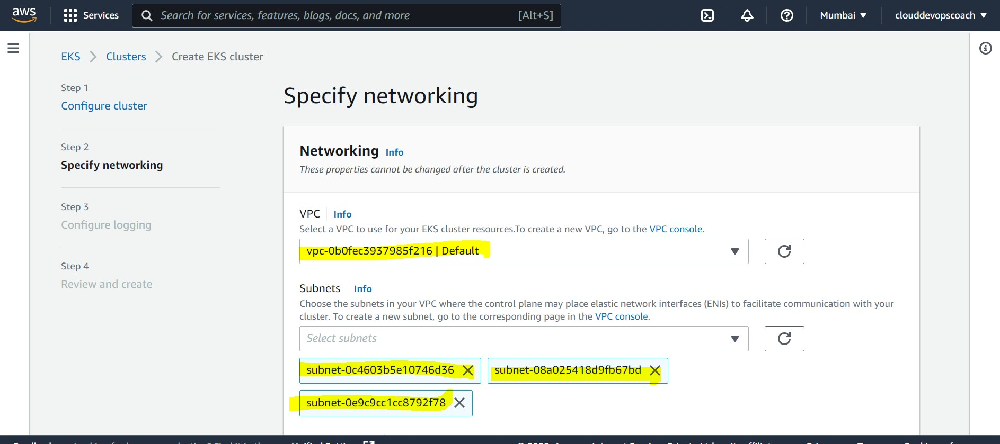 aws Services Search for services, features, blogs, docs, and more [Alt+S] Mumbai clouddevopscoach
EKS Clusters Create EKS cluster
Step 1
Configure cluster
Step 2
Specify networking
Step 3
Configure logging
Step 4
Review and create
Specify networking
Networking Info
These properties cannot be changed after the cluster is created.
VPC Info
Select a VPC to use for your EKS cluster resources.To create a new VPC, go to the VPC console.
vpc-0b0fec3937985f216 | Default
Subnets Info
Choose the subnets in your VPC where the control plane may place elastic network interfaces (ENIs) to facilitate communication with your
cluster. To create a new subnet, go to the corresponding page in the VPC console.
Select subnets
subnet-0c4603b5e10746d36 subnet-08a025418d9fb67bd
subnet-0e9c9cc1cc8792f78